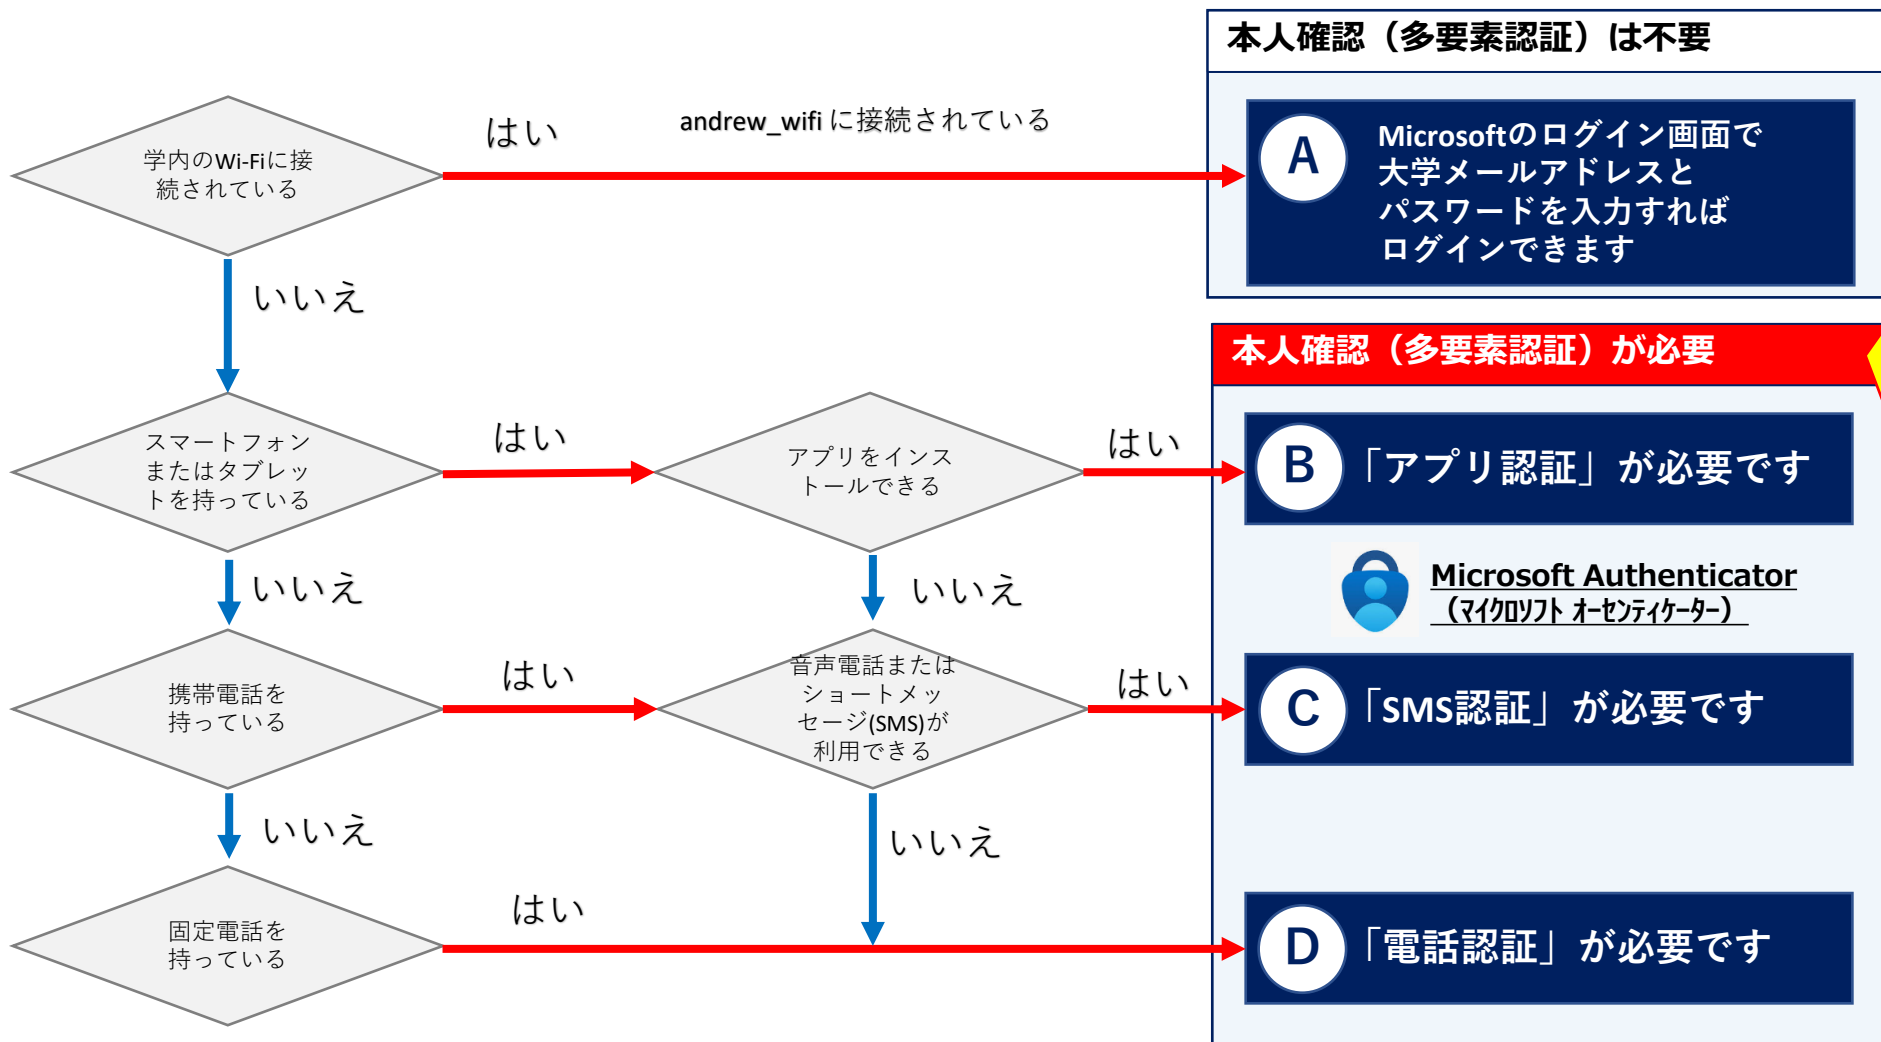 本人確認（多要素認証）は不要
学内のWi-Fiに接
続されている
はい
andrew_wifi に接続されている
A
Microsoftのログイン画面で
大学メールアドレスと
パスワードを入力すれば
ログインできます
いいえ
本人確認（多要素認証）が必要
スマートフォン
またはタブレッ
トを持っている
はい
アプリをインス
トールできる
はい
B
「アプリ認証」が必要です
いいえ
いいえ
Microsoft Authenticator
（ﾏｲｸﾛｿﾌﾄ ｵｰｾﾝﾃｨｹｰﾀｰ）
携帯電話を
持っている
はい
音声電話または
ショートメッ
セージ(SMS)が
利用できる
はい
C
「SMS認証」が必要です
いいえ
いいえ
固定電話を
持っている
はい
D
「電話認証」が必要です